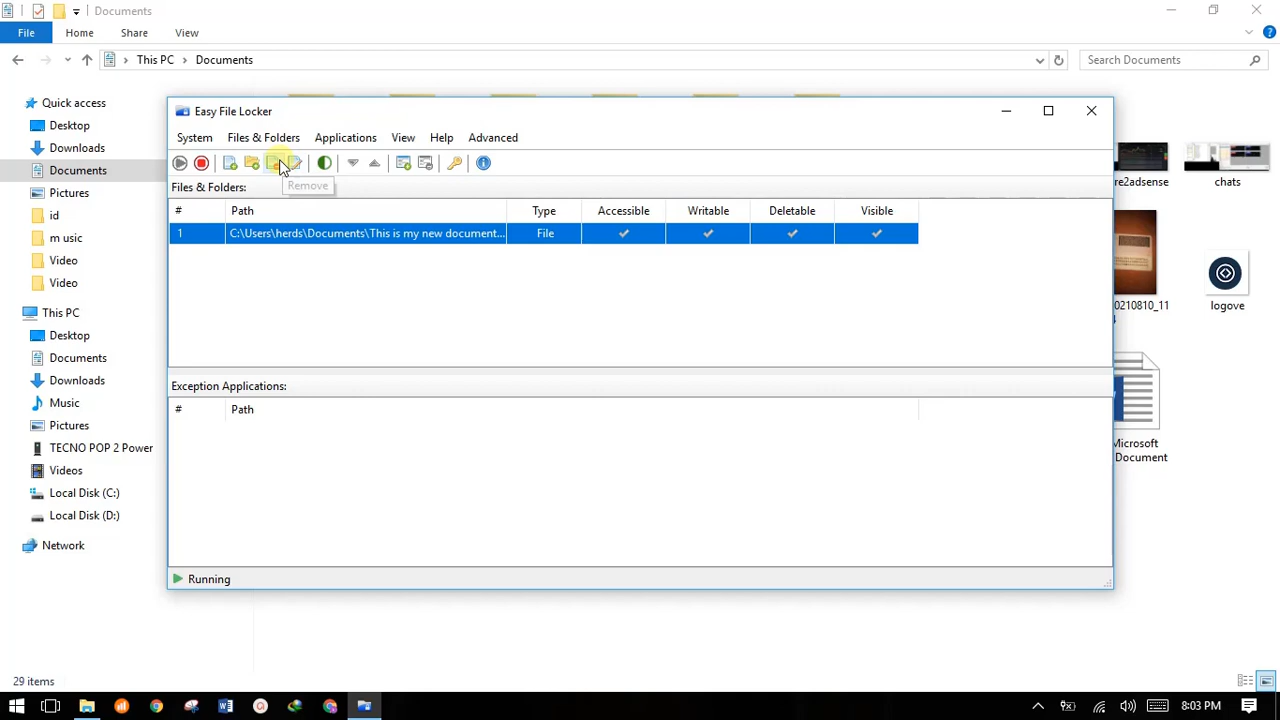 Documents
File
Home
Share
View
This PC
Documents
Search Documents
Quick access
Desktop
Downloads
Documents
Pictures
id
m usic
Video
Video
This PC
Desktop
Documents
Downloads
Music
Pictures
TECNO POP 2 Power
Videos
Local Disk (C:)
Local Disk (D:)
Network
Easy File Locker
System
Files & Folders
Applications
View
Help
Advanced
Remove
Files & Folders:
# Path Type Accessible Writable Deletable Visible
1 C:\Users\herds\Documents\This is my new document... File
Exception Applications:
# Path
Running
re2adsense
chats
0210810_11
logove
Microsoft
Document
29 items
8:03 PM